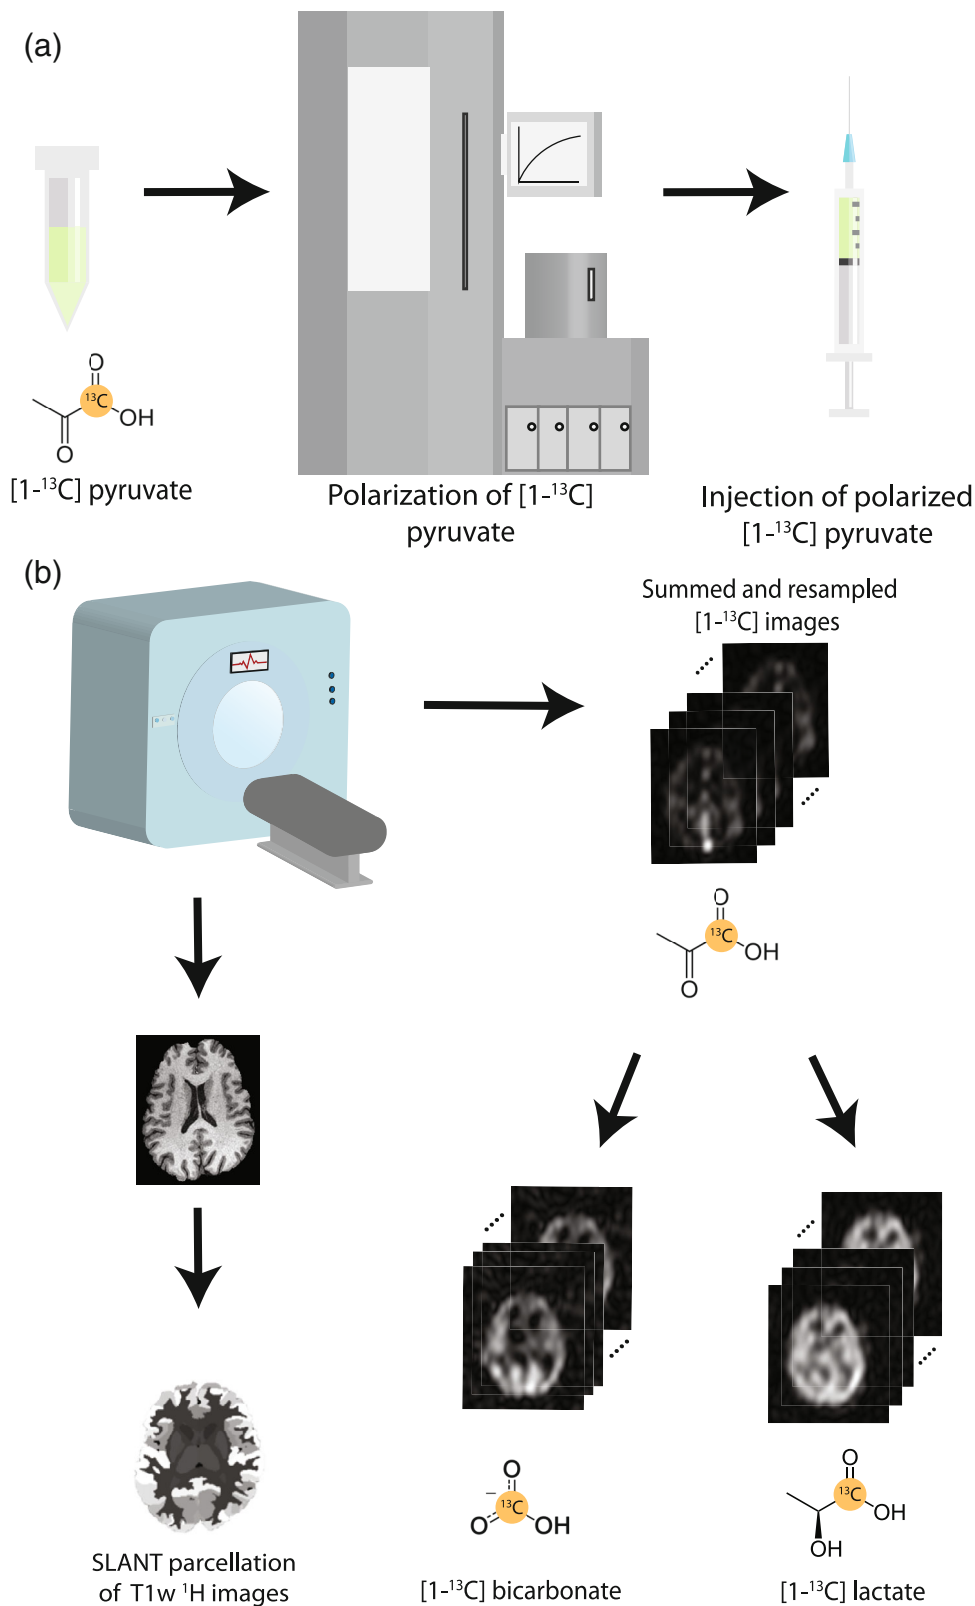 (a)
O
¹³C
OH
O
[1-¹³C] pyruvate
Polarization of [1-¹³C]
pyruvate
Injection of polarized
[1-¹³C] pyruvate
(b)
Summed and resampled
[1-¹³C] images
O
¹³C
OH
O
SLANT parcellation
of T1w ¹H images
O
–
¹³C
O
OH
[1-¹³C] bicarbonate
O
¹³C
OH
OH
[1-¹³C] lactate